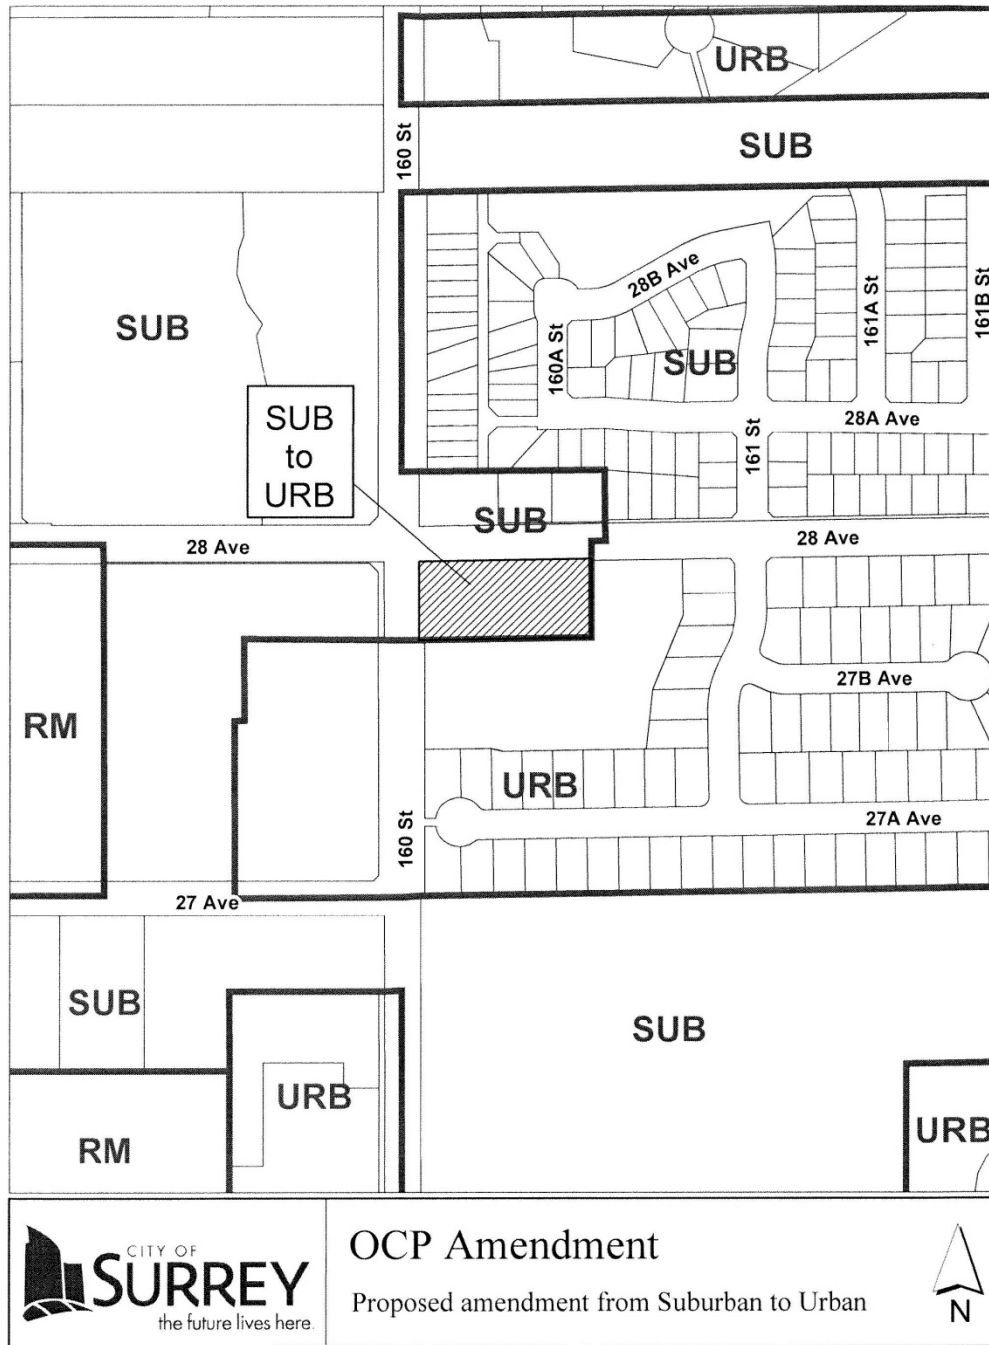 URB
160 St
SUB
28B Ave
161A St
161B St
SUB
160A St
SUB
SUB
to
URB
28A Ave
161 St
SUB
28 Ave
28 Ave
27B Ave
RM
URB
160 St
27A Ave
27 Ave
SUB
SUB
URB
URB
RM
CITY OF
SURREY
the future lives here.
OCP Amendment
Proposed amendment from Suburban to Urban
N